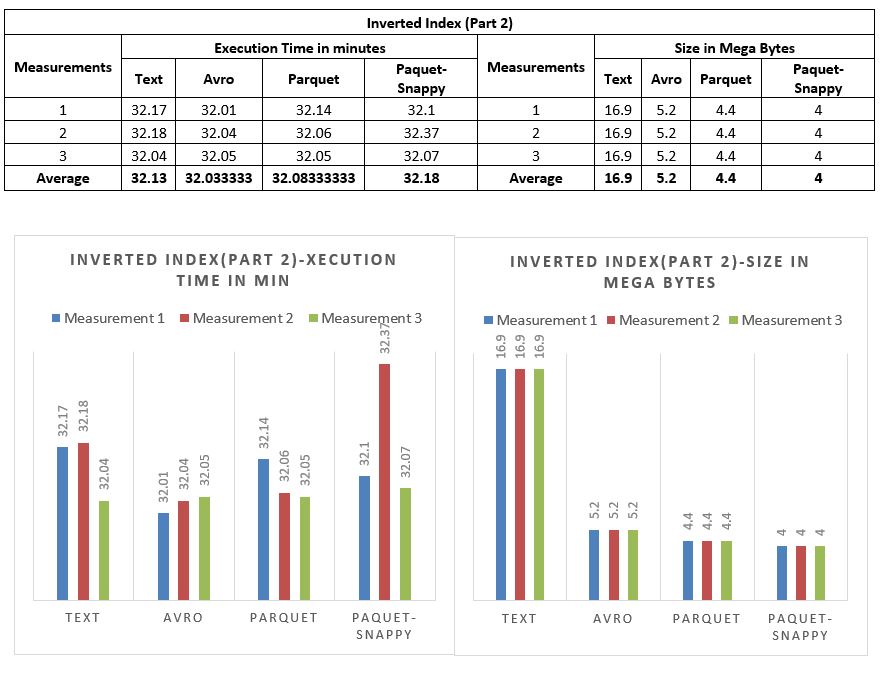 Inverted Index (Part 2)
Measurements Execution Time in minutes Measurements Size in Mega Bytes
Text Avro Parquet Paquet-Snappy Text Avro Parquet Paquet-Snappy
1 32.17 32.01 32.14 32.1 1 16.9 5.2 4.4 4
2 32.18 32.04 32.06 32.37 2 16.9 5.2 4.4 4
3 32.04 32.05 32.05 32.07 3 16.9 5.2 4.4 4
Average 32.13 32.033333 32.08333333 32.18 Average 16.9 5.2 4.4 4
INVERTED INDEX(PART 2)-XECUTION
TIME IN MIN
Measurement 1 Measurement 2 Measurement 3
32.17 32.18 32.04 32.01 32.04 32.05 32.14 32.06 32.05 32.1 32.37 32.07
TEXT AVRO PARQUET PAQUET-
SNAPPY
INVERTED INDEX(PART 2)-SIZE IN
MEGA BYTES
Measurement 1 Measurement 2 Measurement 3
16.9 16.9 16.9 5.2 5.2 5.2 4.4 4.4 4.4 4 4 4
TEXT AVRO PARQUET PAQUET-
SNAPPY